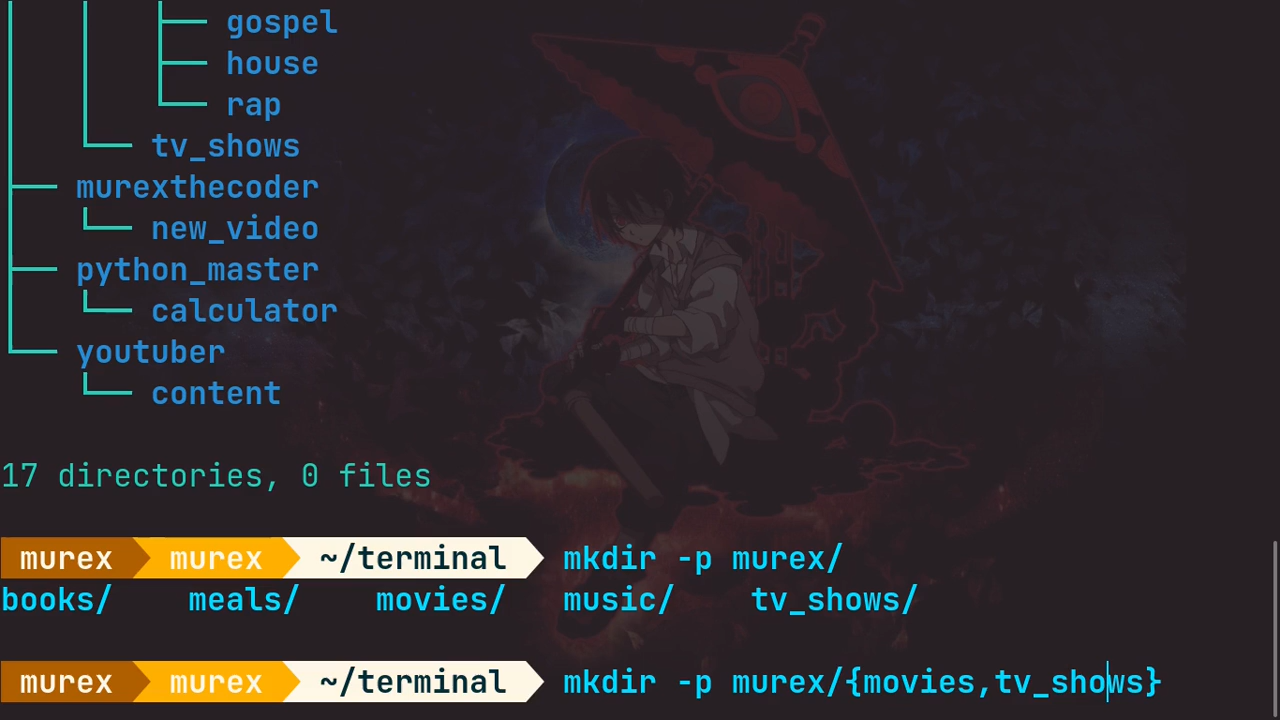 gospel
house
rap
tv_shows
murexthecoder
new_video
python_master
calculator
youtuber
content
17 directories, 0 files
murex murex ~/terminal mkdir -p murex/
books/ meals/ movies/ music/ tv_shows/
murex murex ~/terminal mkdir -p murex/{movies,tv_shows}